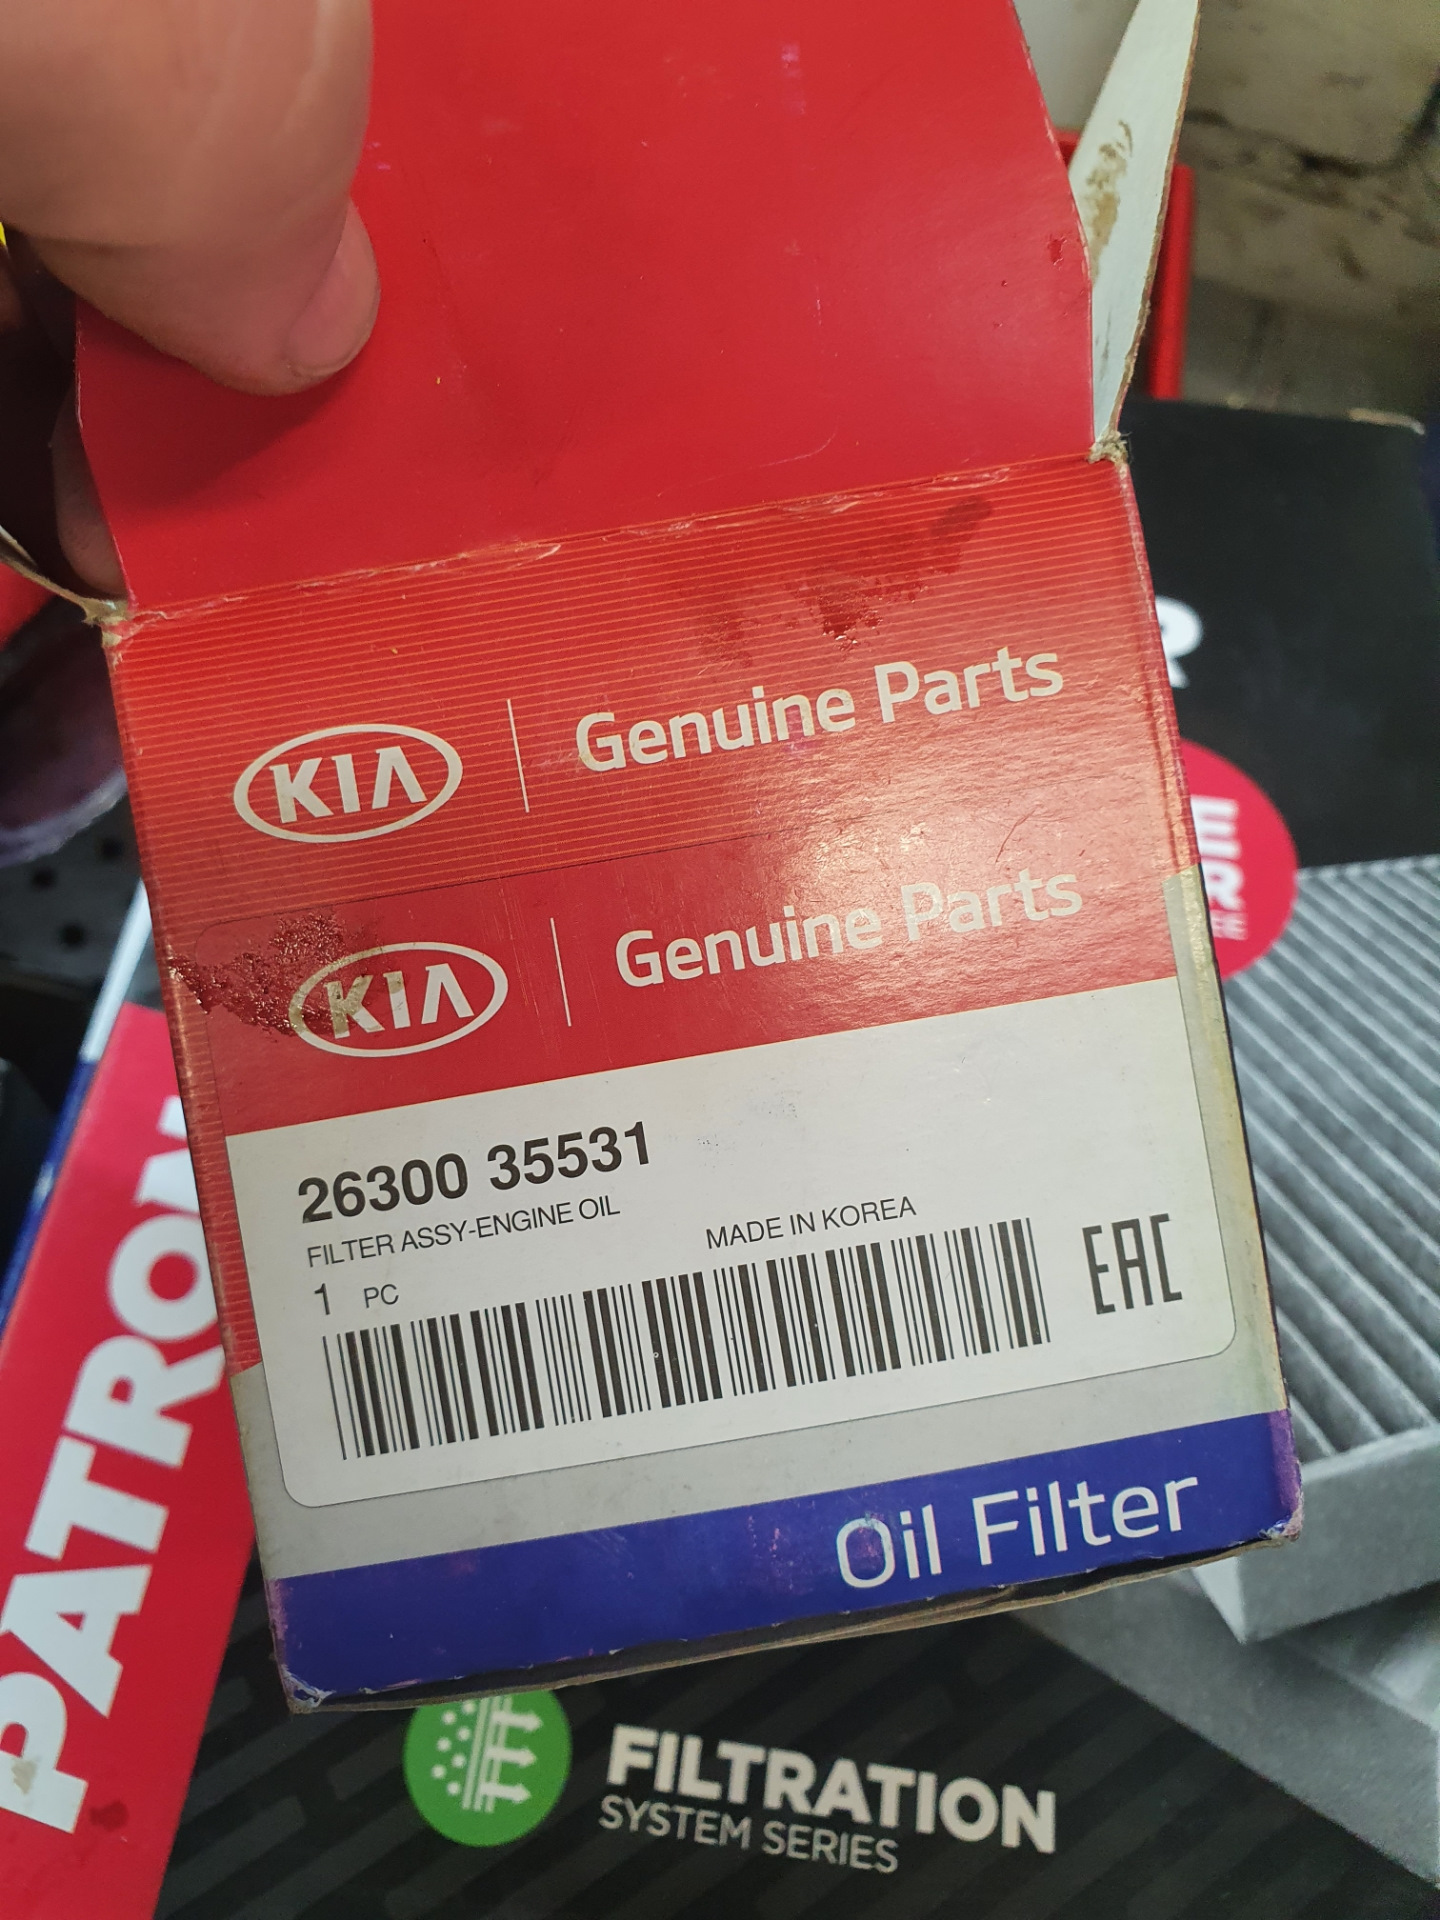 KIA Genuine Parts
KIA Genuine Parts
26300 35531
FILTER ASSY-ENGINE OIL
MADE IN KOREA
1 PC
EAC
Oil Filter
PATRON
FILTRATION
SYSTEM SERIES